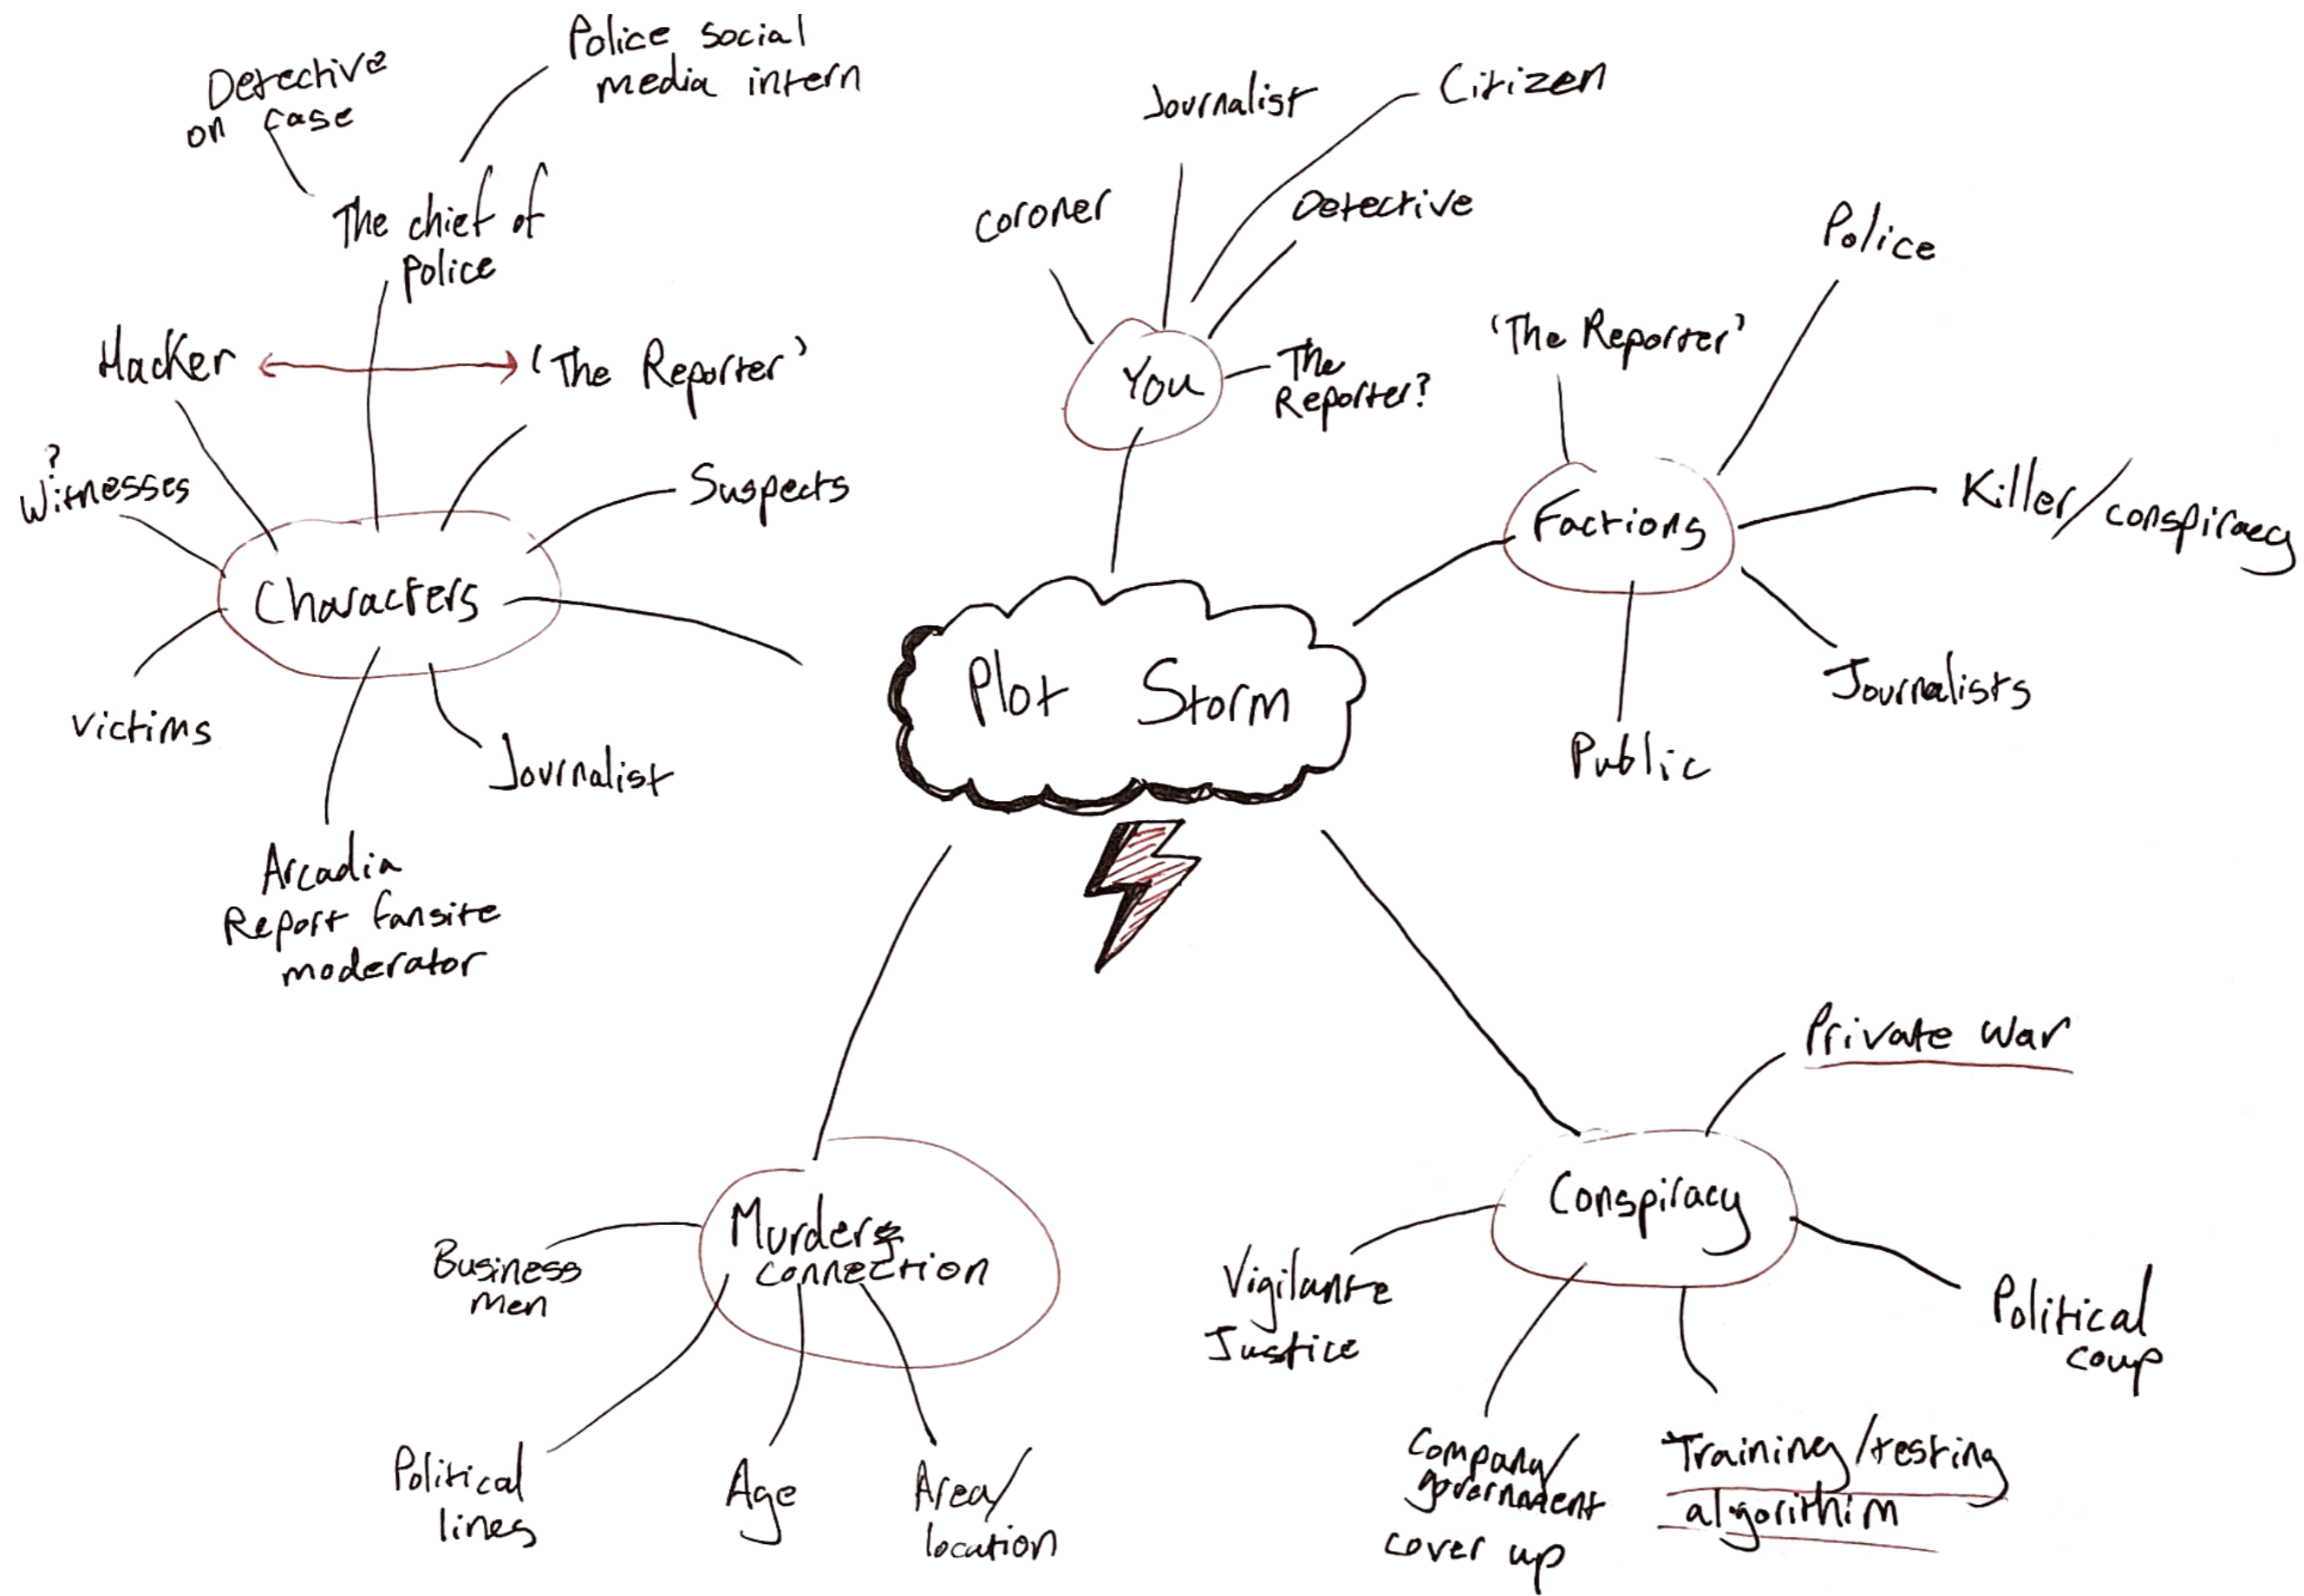 Police social
media intern
Detective
on case
The chief of
police
Hacker
'The Reporter'
?
Witnesses
Suspects
Characters
Victims
Journalist
Arcadia
Report fansite
moderator
Journalist
Citizen
Coroner
Detective
You
The
Reporter?
Police
'The Reporter'
Factions
Killer/
conspiracy
Journalists
Public
Plot Storm
Murders
connection
Business
men
Political
lines
Age
Area/
location
Private War
Conspiracy
Vigilante
Justice
Political
coup
Company/
government
cover up
Training/testing
algorithim